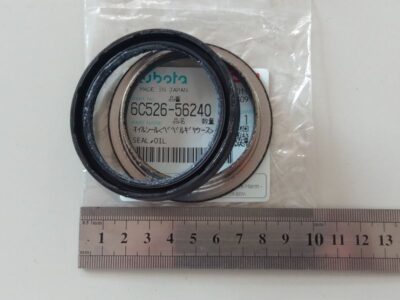 Kubota
MADE IN JAPAN
品番
6C526-56240
品名 数量
オイルシール<ベベルギヤケース> 1
SEAL,OIL
1 2 3 4 5 6 7 8 9 10 11 12 13